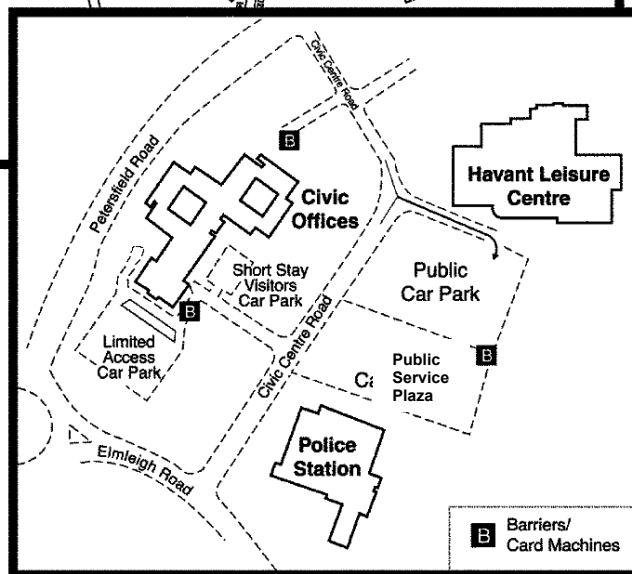 Civic Centre Road
B
Petersfield Road
Civic
Offices
Havant Leisure
Centre
Short Stay
Visitors
Car Park
Public
Car Park
B
Limited
Access
Car Park
Civic Centre Road
B
Public
Service
Plaza
Police
Station
Elmleigh Road
B
Barriers/
Card Machines